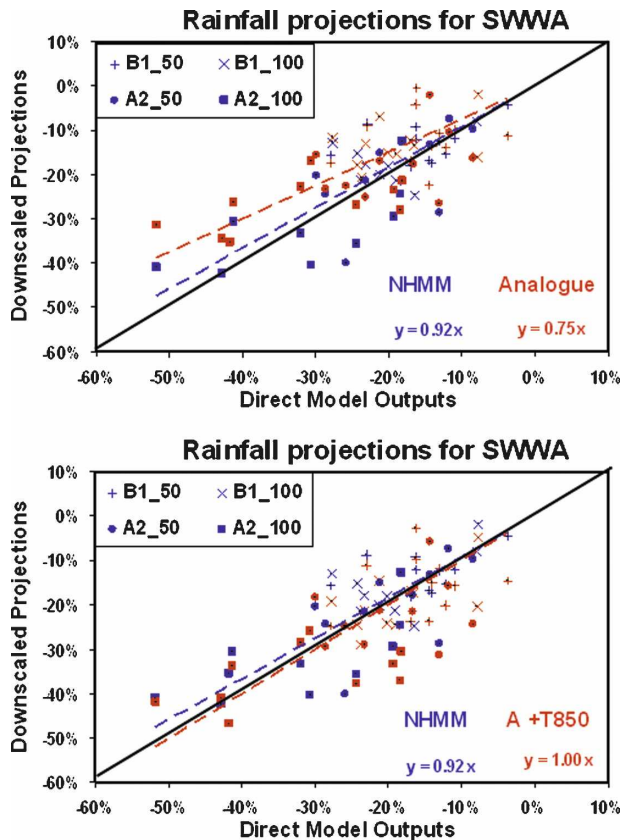 Rainfall projections for SWWA
10%
0%
-10%
-20%
-30%
-40%
-50%
-60%
Downscaled Projections
B1_50 B1_100
A2_50 A2_100
NHMM Analogue
y = 0.92x y = 0.75x
-60% -50% -40% -30% -20% -10% 0% 10%
Direct Model Outputs
Rainfall projections for SWWA
10%
0%
-10%
-20%
-30%
-40%
-50%
-60%
Downscaled Projections
B1_50 B1_100
A2_50 A2_100
NHMM A +T850
y = 0.92x y = 1.00x
-60% -50% -40% -30% -20% -10% 0% 10%
Direct Model Outputs